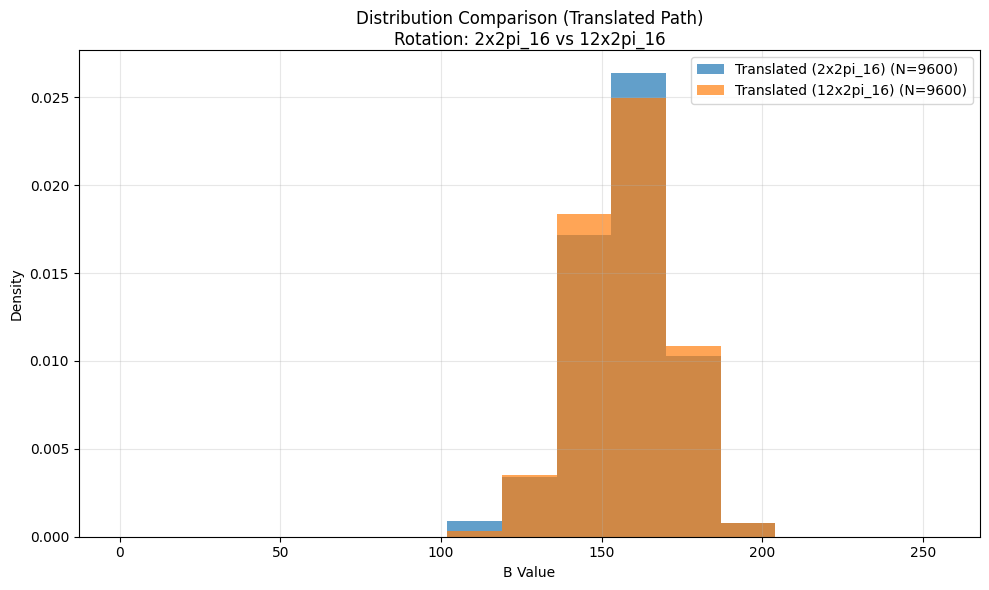 Distribution Comparison (Translated Path)
Rotation: 2x2pi_16 vs 12x2pi_16
Translated (2x2pi_16) (N=9600)
Translated (12x2pi_16) (N=9600)
0.025
0.020
0.015
0.010
0.005
0.000
Density
0 50 100 150 200 250
B Value